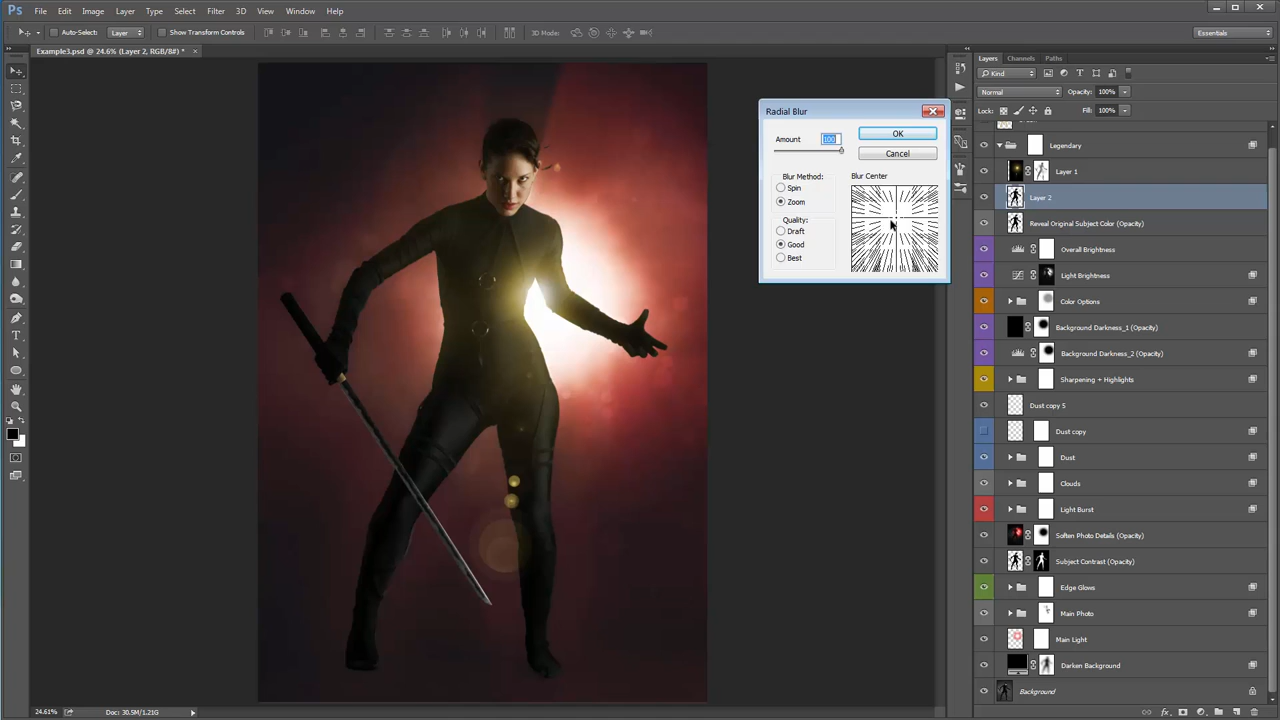 Ps File Edit Image Layer Type Select Filter 3D View Window Help
Auto-Select: Layer Show Transform Controls 3D Mode: Essentials
Example3.psd @ 24.6% (Layer 2, RGB/8#) * ×
Layers Channels Paths
Kind
Normal Opacity: 100%
Lock: Fill: 100%
Legendary
Layer 1
Layer 2
Reveal Original Subject Color (Opacity)
Overall Brightness
Light Brightness
Color Options
Background Darkness_1 (Opacity)
Background Darkness_2 (Opacity)
Sharpening + Highlights
Dust copy 5
Dust copy
Dust
Clouds
Light Burst
Soften Photo Details (Opacity)
Subject Contrast (Opacity)
Edge Glows
Main Photo
Main Light
Darken Background
Background
Radial Blur
Amount 100
OK
Cancel
Blur Method:
Spin
Zoom
Quality:
Draft
Good
Best
Blur Center
24.61% Doc: 30.5M/1.21G